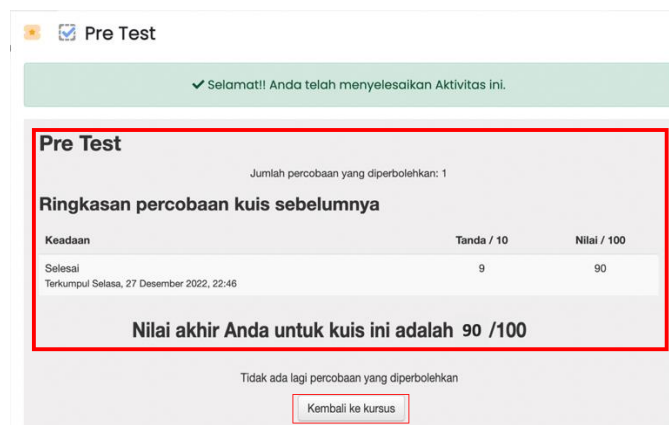 Pre Test
Selamat!! Anda telah menyelesaikan Aktivitas ini.
Pre Test
Jumlah percobaan yang diperbolehkan: 1
Ringkasan percobaan kuis sebelumnya
Keadaan Tanda / 10 Nilai / 100
Selesai 9 90
Terkumpul Selasa, 27 Desember 2022, 22:46
Nilai akhir Anda untuk kuis ini adalah 90 /100
Tidak ada lagi percobaan yang diperbolehkan
Kembali ke kursus